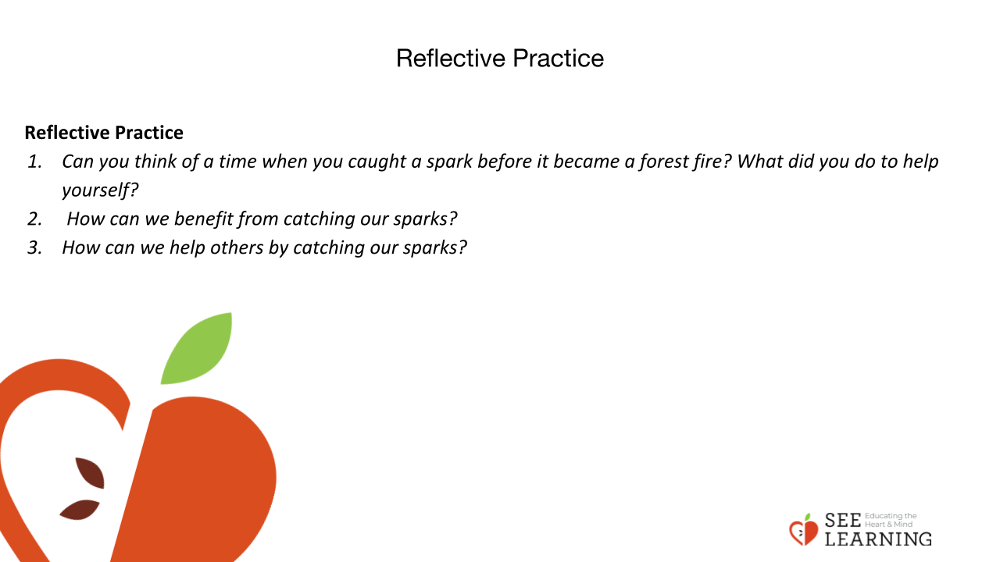 Reflective Practice
Reflective Practice
1. Can you think of a time when you caught a spark before it became a forest fire? What did you do to help
yourself?
2. How can we benefit from catching our sparks?
3. How can we help others by catching our sparks?
SEE Educating the
Heart & Mind
LEARNING